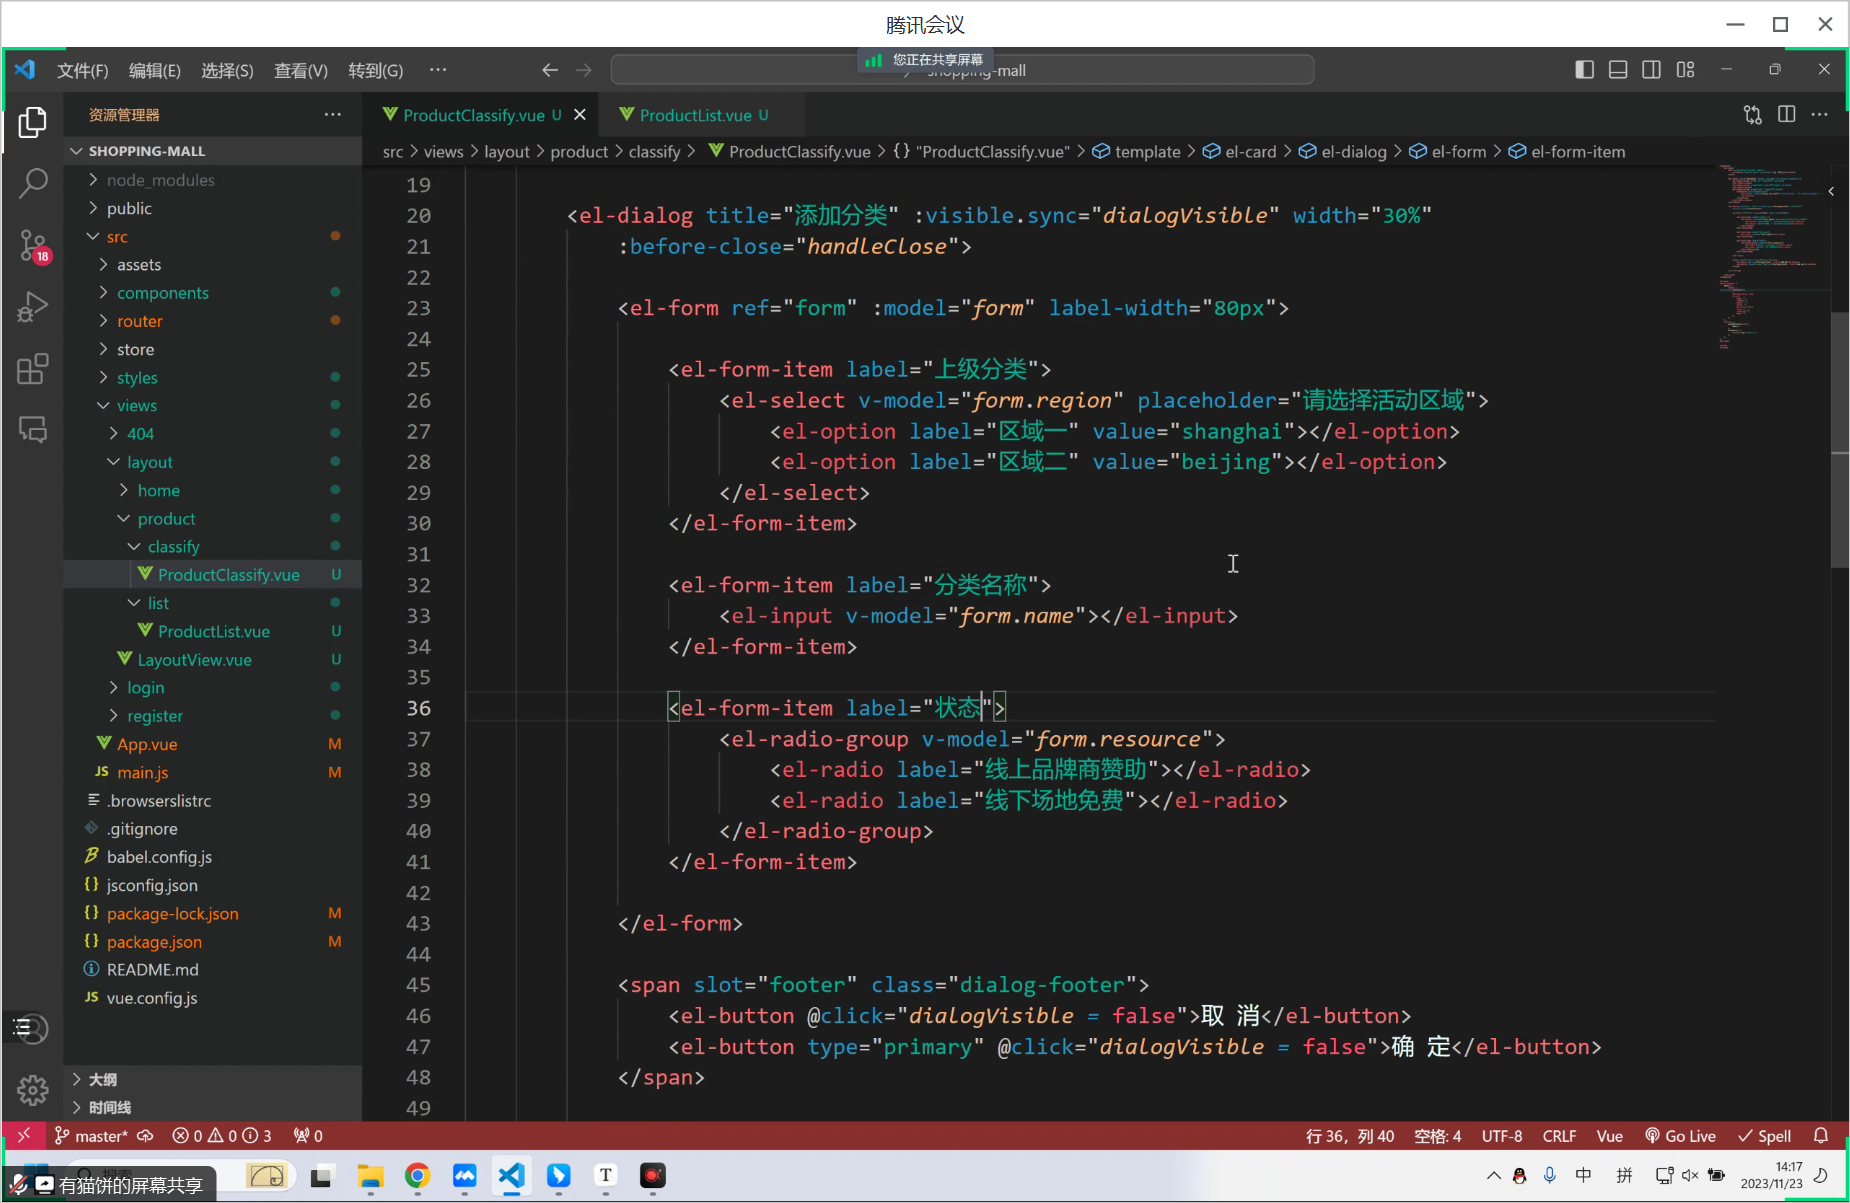 腾讯会议
文件(F) 编辑(E) 选择(S) 查看(V) 转到(G) ··· shopping-mall
您正在共享屏幕
资源管理器 ···
ProductClassify.vue U
ProductList.vue U
SHOPPING-MALL
src > views > layout > product > classify > ProductClassify.vue > {} "ProductClassify.vue" > template > el-card > el-dialog > el-form > el-form-item
node_modules
public
src
assets
components
router
store
styles
views
404
layout
home
product
classify
ProductClassify.vue U
list
ProductList.vue U
LayoutView.vue U
login
register
App.vue M
JS main.js M
.browserslistrc
.gitignore
babel.config.js
{} jsconfig.json
{} package-lock.json M
{} package.json M
README.md
JS vue.config.js
大纲
时间线
18
19
20 <el-dialog title="添加分类" :visible.sync="dialogVisible" width="30%"
21 :before-close="handleClose">
22
23 <el-form ref="form" :model="form" label-width="80px">
24
25 <el-form-item label="上级分类">
26 <el-select v-model="form.region" placeholder="请选择活动区域">
27 <el-option label="区域一" value="shanghai"></el-option>
28 <el-option label="区域二" value="beijing"></el-option>
29 </el-select>
30 </el-form-item>
31
32 <el-form-item label="分类名称">
33 <el-input v-model="form.name"></el-input>
34 </el-form-item>
35
36 <el-form-item label="状态">
37 <el-radio-group v-model="form.resource">
38 <el-radio label="线上品牌商赞助"></el-radio>
39 <el-radio label="线下场地免费"></el-radio>
40 </el-radio-group>
41 </el-form-item>
42
43 </el-form>
44
45 <span slot="footer" class="dialog-footer">
46 <el-button @click="dialogVisible = false">取 消</el-button>
47 <el-button type="primary" @click="dialogVisible = false">确 定</el-button>
48 </span>
49
master* 0 0 3 0 行 36，列 40 空格: 4 UTF-8 CRLF Vue Go Live Spell
搜索
有猫饼的屏幕共享
T
中 拼 14:17
2023/11/23